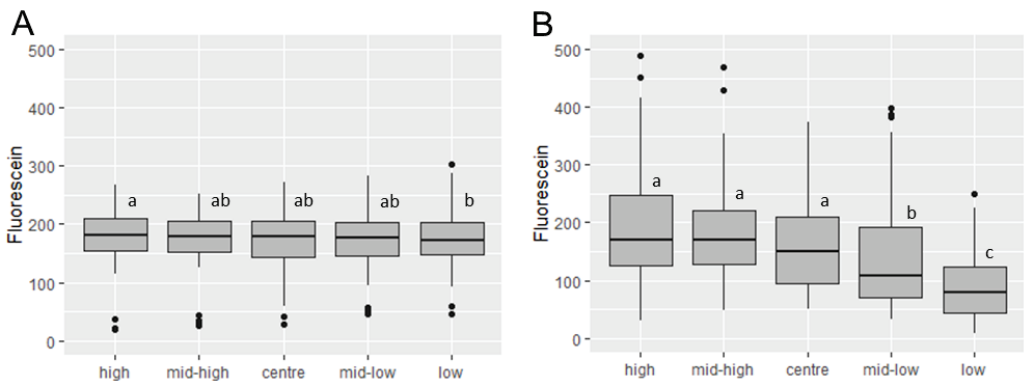 A
Fluorescein
500
400
300
200
100
0
a
ab
ab
ab
b
high
mid-high
centre
mid-low
low
B
Fluorescein
500
400
300
200
100
0
a
a
a
b
c
high
mid-high
centre
mid-low
low